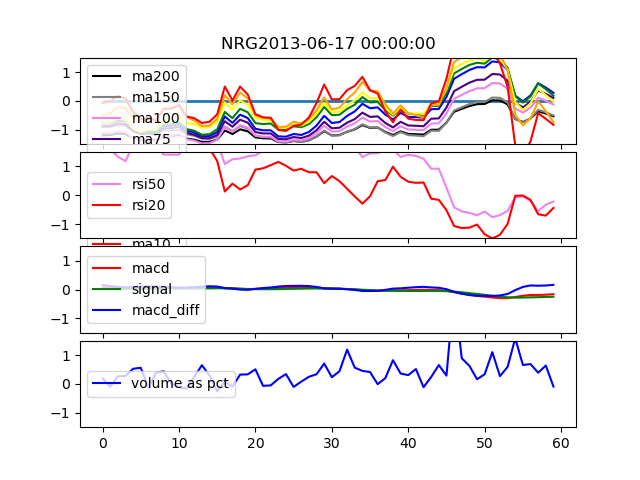 NRG2013-06-17 00:00:00
1
0
−1
ma200
ma150
ma100
ma75
1
0
−1
rsi50
rsi20
ma10
1
0
−1
macd
signal
macd_diff
1
0
−1
volume as pct
0 10 20 30 40 50 60